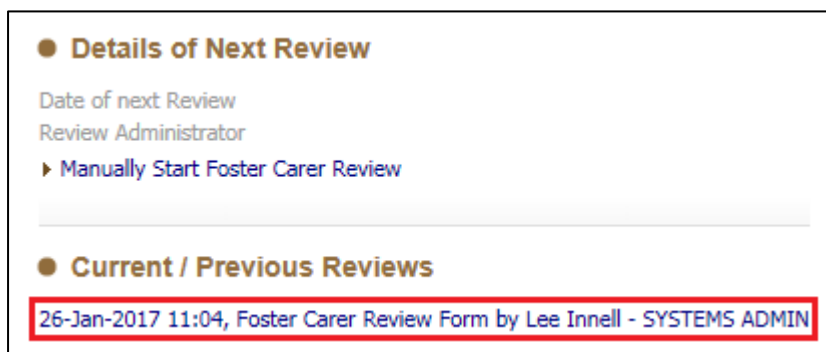 Details of Next Review
Date of next Review
Review Administrator
Manually Start Foster Carer Review
Current / Previous Reviews
26-Jan-2017 11:04, Foster Carer Review Form by Lee Innell - SYSTEMS ADMIN